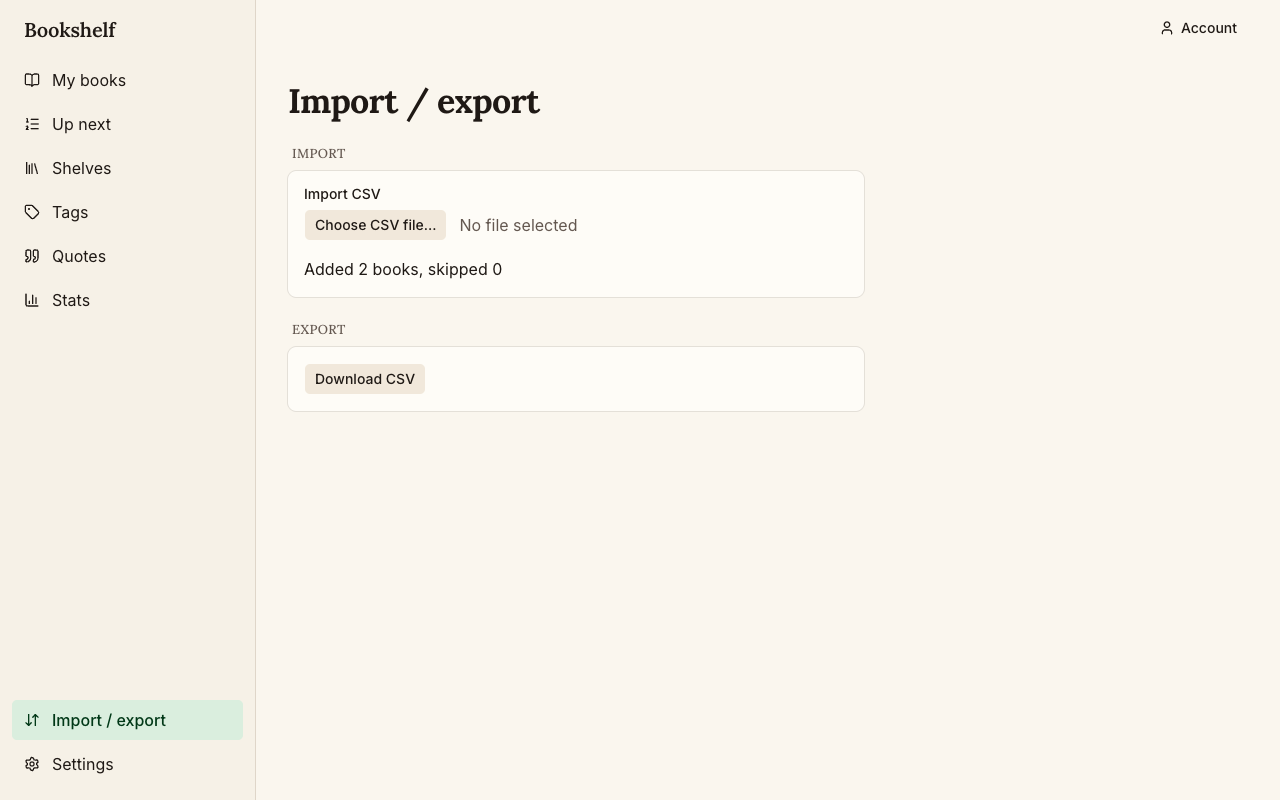 Bookshelf
My books
Up next
Shelves
Tags
Quotes
Stats
Import / export
Settings
Account
Import / export
IMPORT
Import CSV
Choose CSV file...
No file selected
Added 2 books, skipped 0
EXPORT
Download CSV